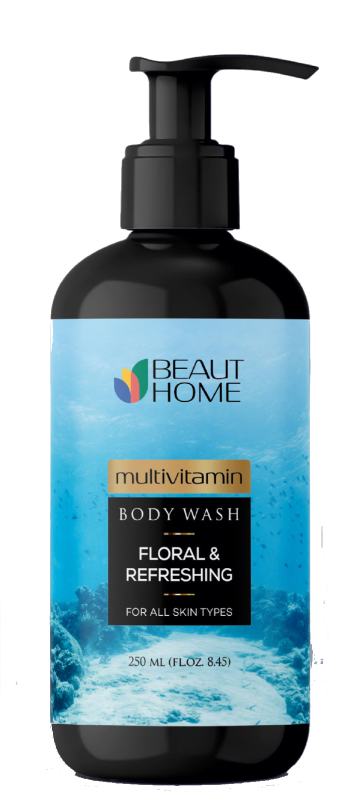 BEAUT
HOME
multivitamin
BODY WASH
FLORAL &
REFRESHING
FOR ALL SKIN TYPES
250 ML (FLOZ. 8.45)